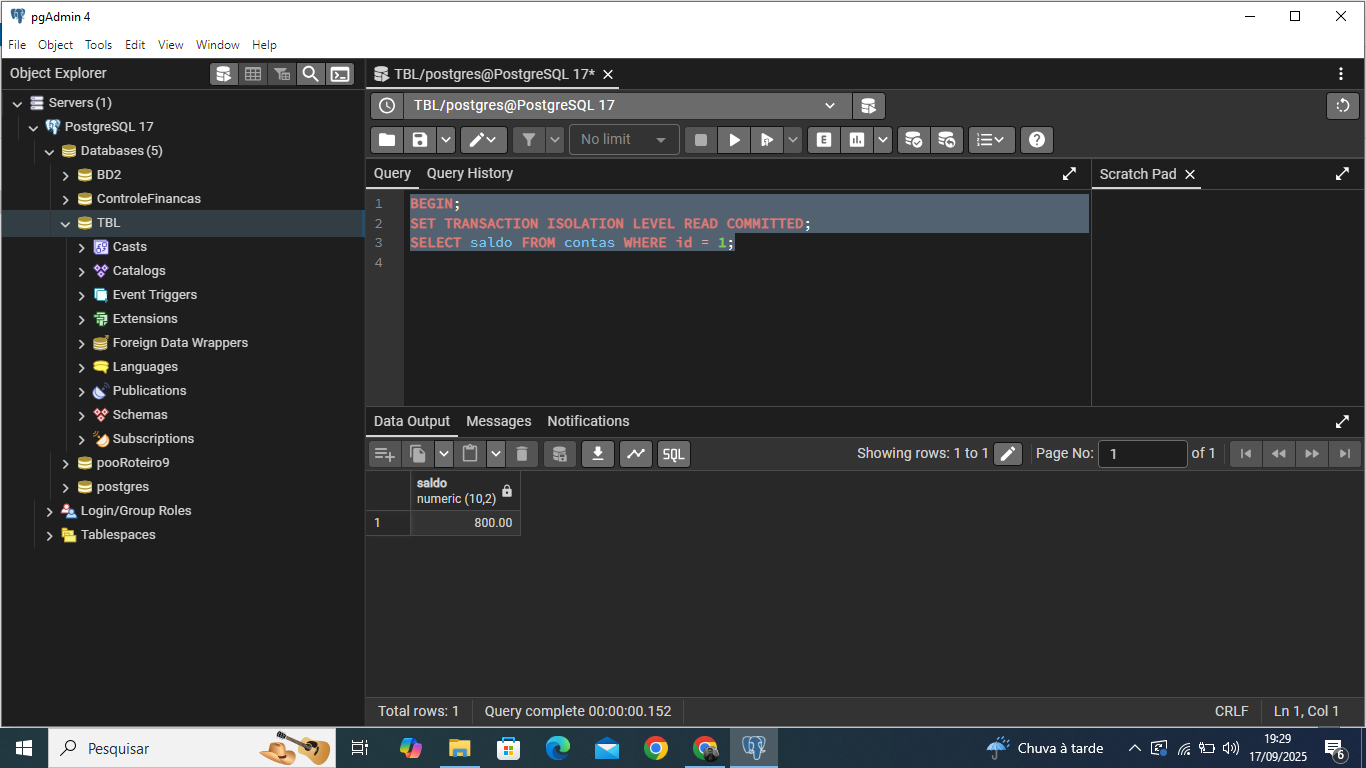 pgAdmin 4
File Object Tools Edit View Window Help
Object Explorer
TBL/postgres@PostgreSQL 17*
Servers (1)
PostgreSQL 17
Databases (5)
BD2
ControleFinancas
TBL
Casts
Catalogs
Event Triggers
Extensions
Foreign Data Wrappers
Languages
Publications
Schemas
Subscriptions
pooRoteiro9
postgres
Login/Group Roles
Tablespaces
TBL/postgres@PostgreSQL 17
No limit
E
Query Query History
Scratch Pad
1 BEGIN;
2 SET TRANSACTION ISOLATION LEVEL READ COMMITTED;
3 SELECT saldo FROM contas WHERE id = 1;
4
Data Output Messages Notifications
SQL
Showing rows: 1 to 1
Page No: 1 of 1
saldo
numeric (10,2)
1 800.00
Total rows: 1 Query complete 00:00:00.152 CRLF Ln 1, Col 1
Pesquisar
Chuva à tarde
19:29
17/09/2025
6